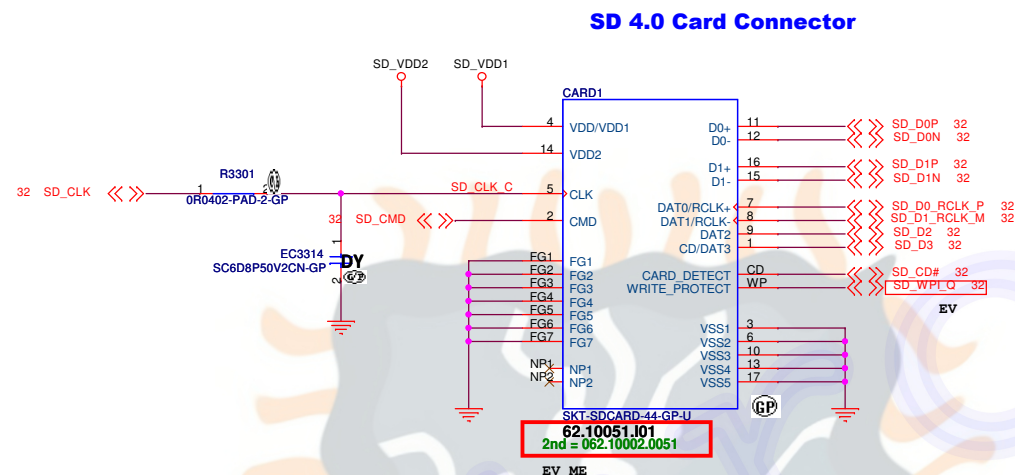 SD 4.0 Card Connector
SD_VDD2 SD_VDD1
CARD1
4 VDD/VDD1 D0+ 11 SD_D0P 32
D0- 12 SD_D0N 32
14 VDD2
D1+ 16 SD_D1P 32
D1- 15 SD_D1N 32
R3301
32 SD_CLK 1 2 SD_CLK_C 5 CLK
0R0402-PAD-2-GP
DAT0/RCLK+ 7 SD_D0_RCLK_P 32
32 SD_CMD 2 CMD DAT1/RCLK- 8 SD_D1_RCLK_M 32
DAT2 9 SD_D2 32
CD/DAT3 1 SD_D3 32
1
EC3314 DY
SC6D8P50V2CN-GP
2 G/P
FG1 FG1
FG2 FG2 CARD_DETECT CD SD_CD# 32
FG3 FG3 WRITE_PROTECT WP SD_WPI_Q 32
EV
FG4 FG4
FG5 FG5
FG6 FG6 VSS1 3
FG7 FG7 VSS2 6
VSS3 10
NP1 NP1 VSS4 13
NP2 NP2 VSS5 17
GP
SKT-SDCARD-44-GP-U
62.10051.I01
2nd = 062.10002.0051
EV ME